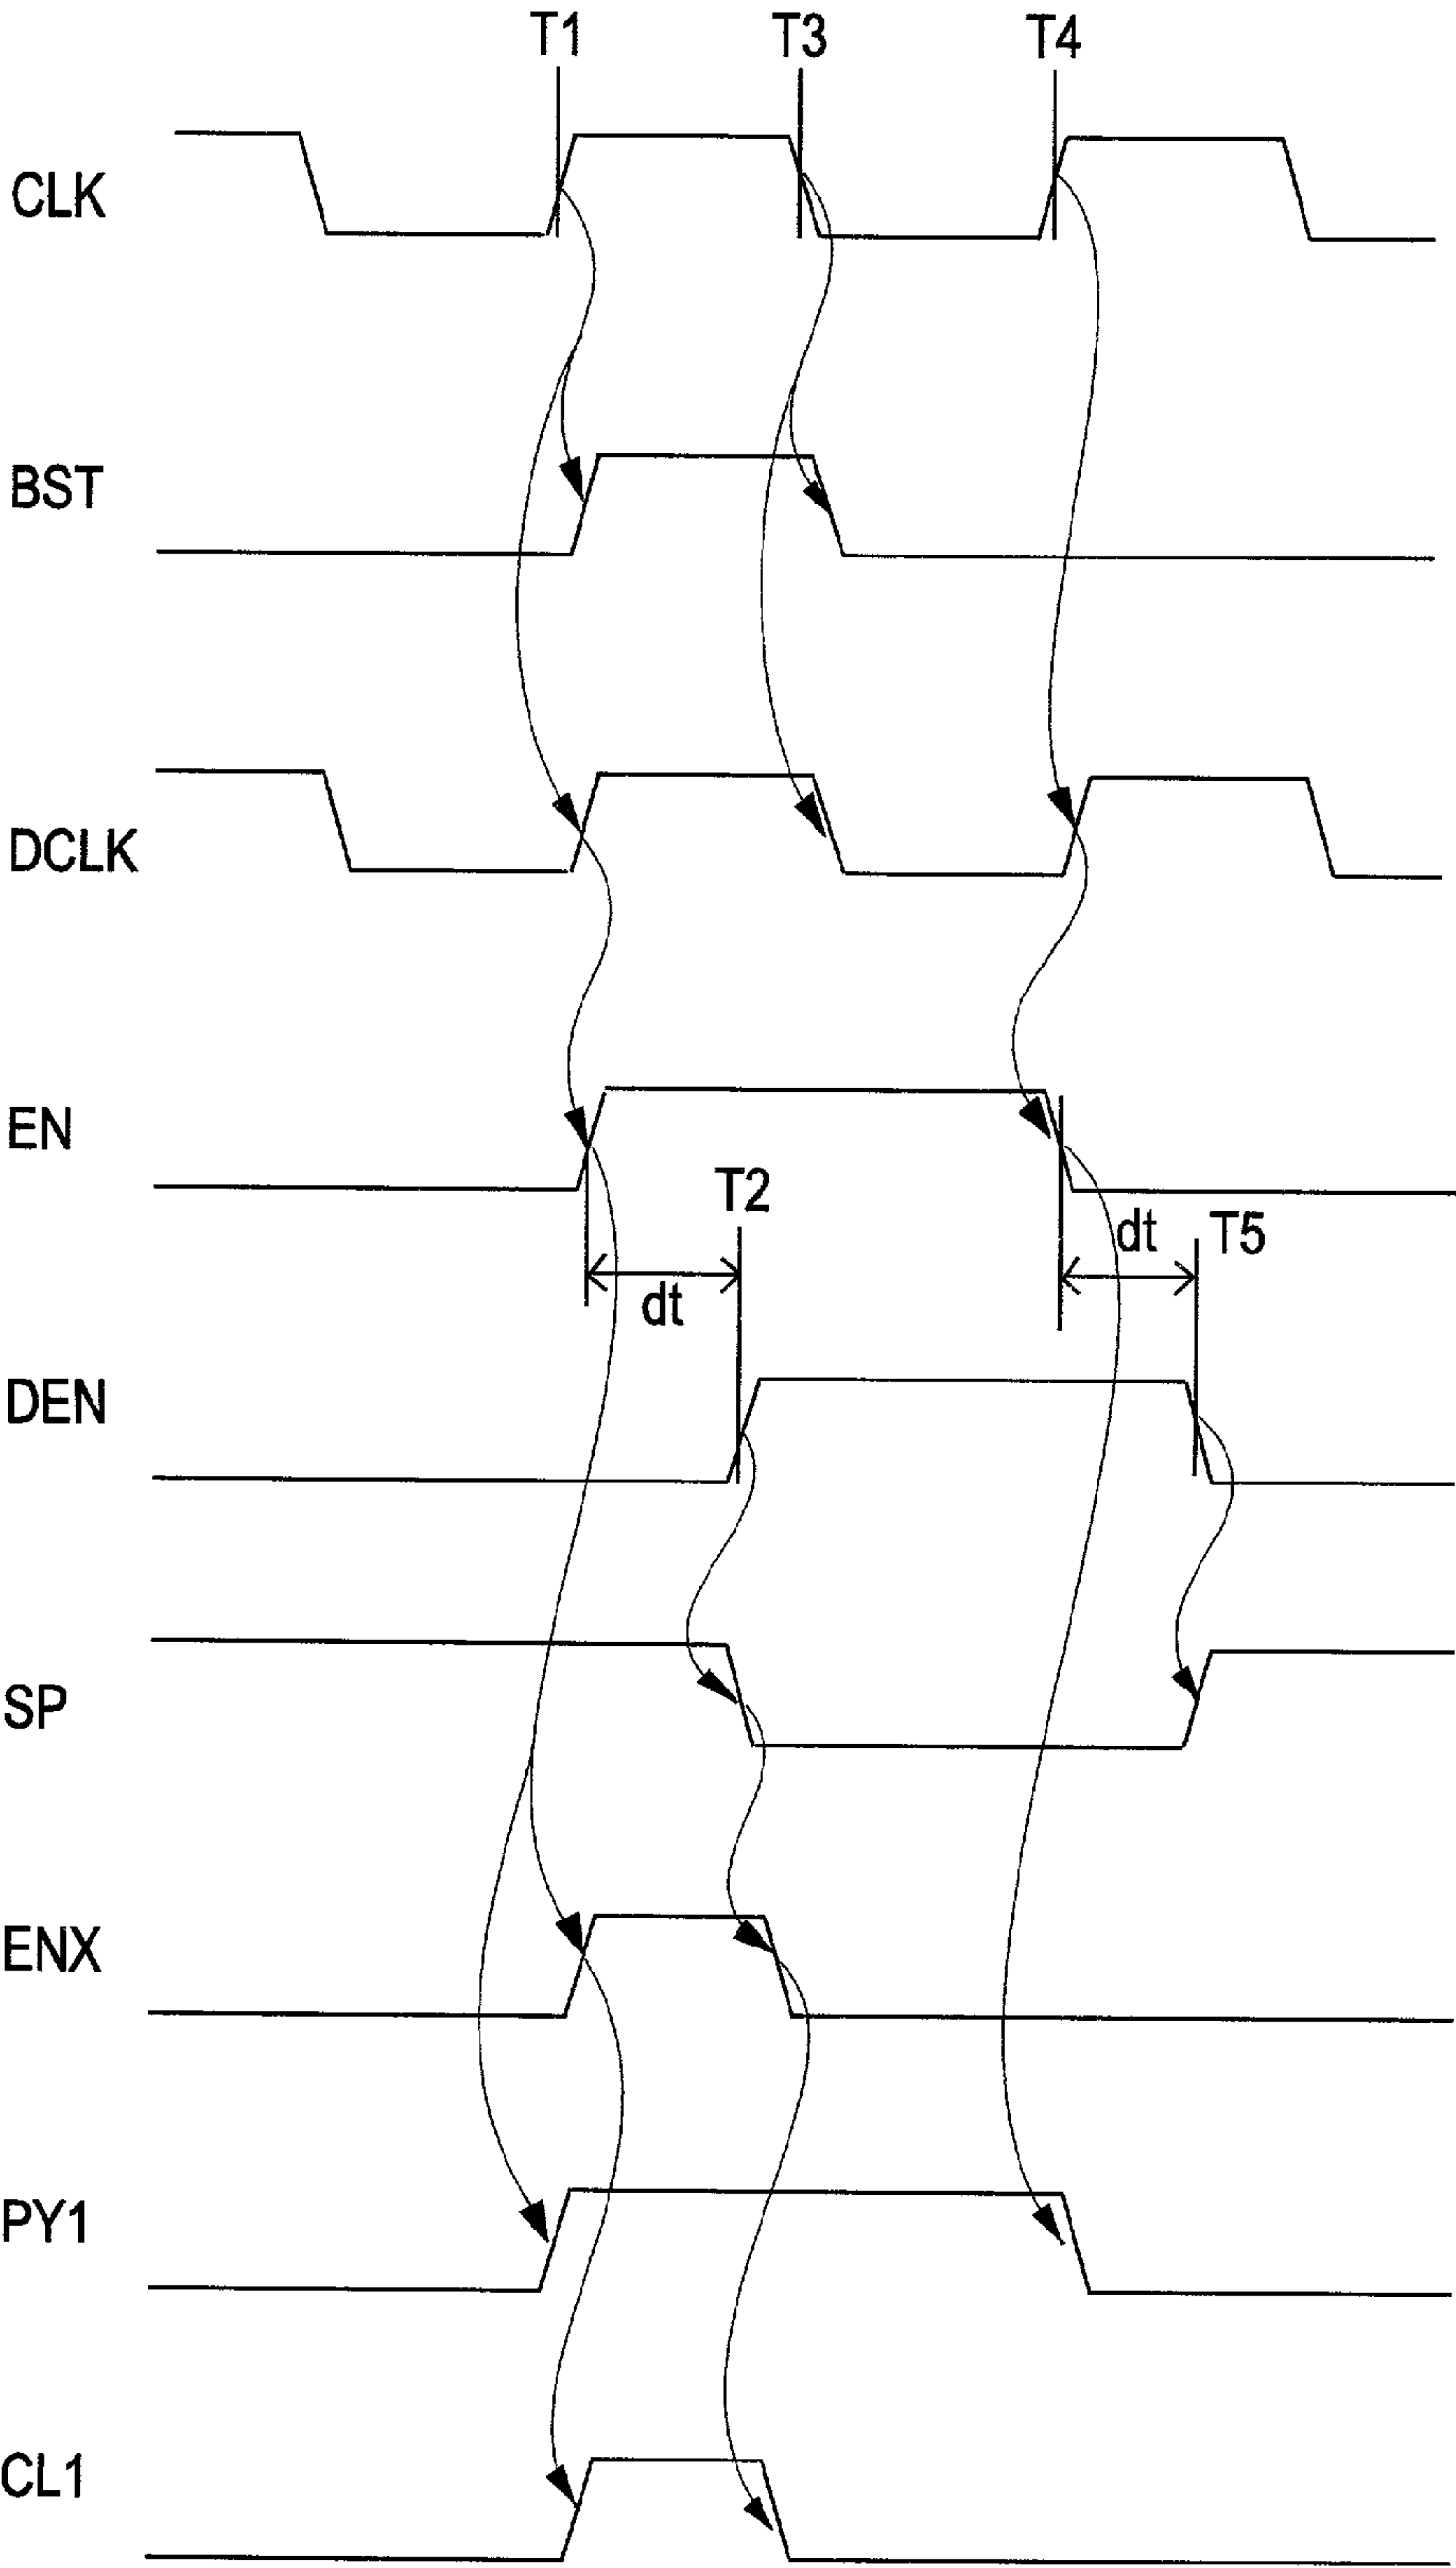 T1 T3 T4
CLK
BST
DCLK
EN
T2
dt T5
dt
DEN
SP
ENX
PY1
CL1